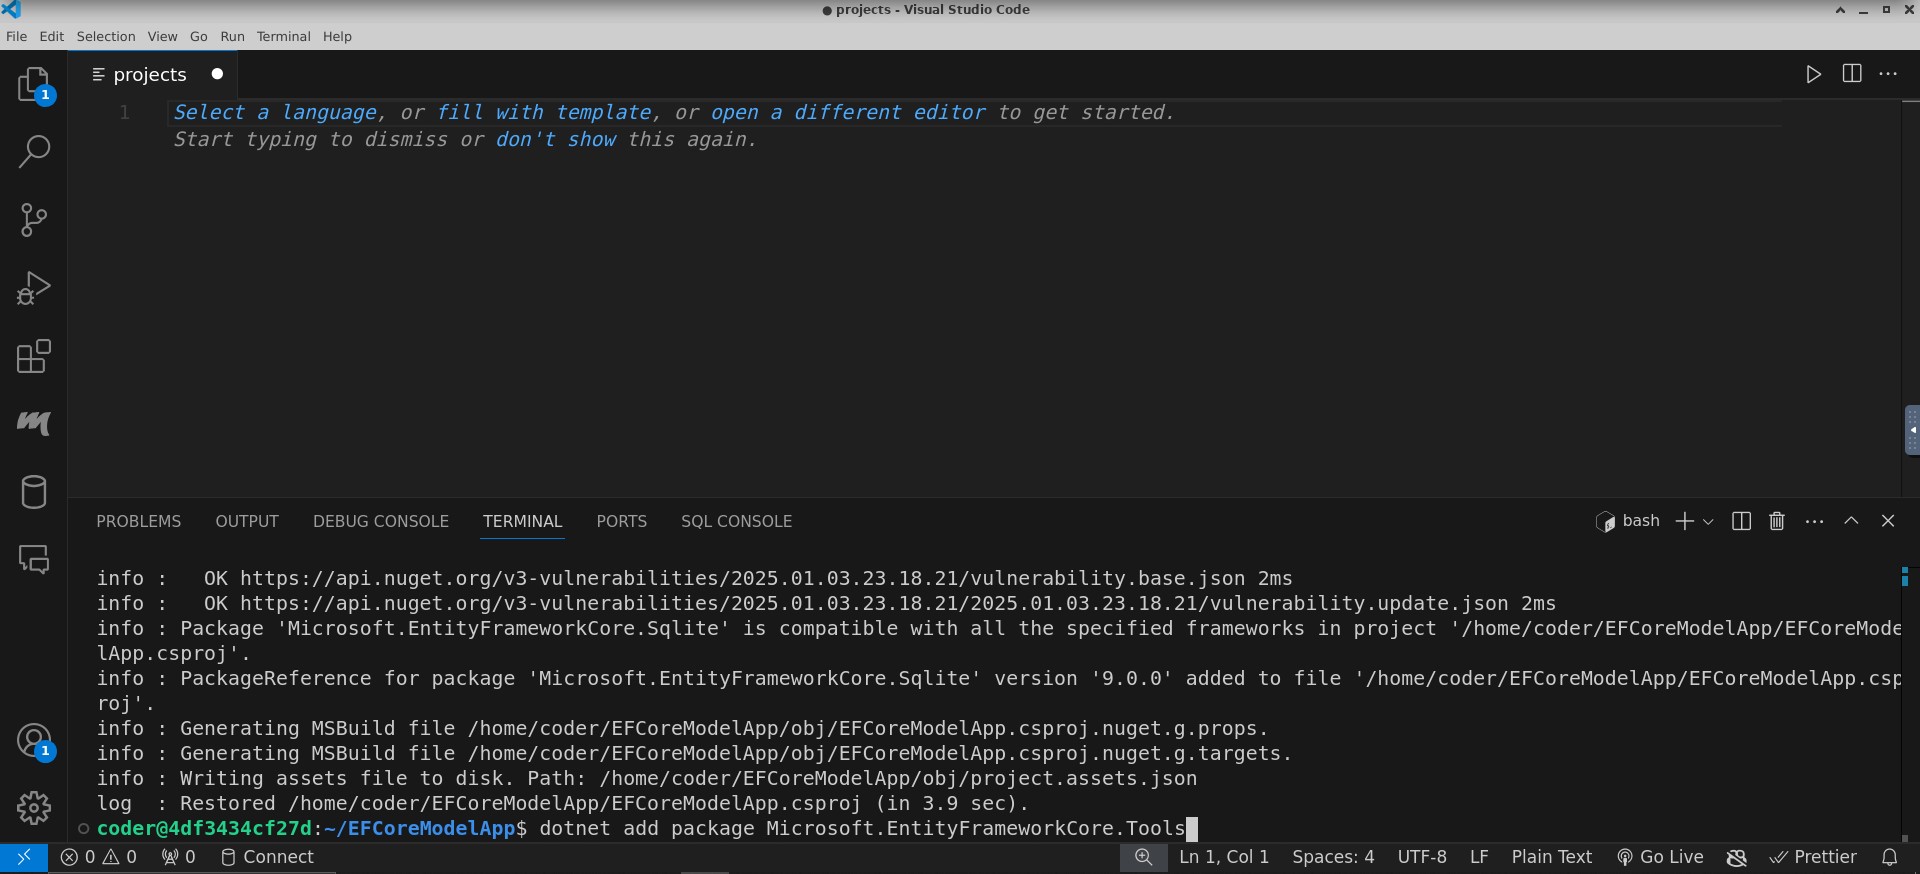 ● projects - Visual Studio Code
File Edit Selection View Go Run Terminal Help
projects
1
1 Select a language, or fill with template, or open a different editor to get started.
Start typing to dismiss or don't show this again.
PROBLEMS OUTPUT DEBUG CONSOLE TERMINAL PORTS SQL CONSOLE
bash
info :   OK https://api.nuget.org/v3-vulnerabilities/2025.01.03.23.18.21/vulnerability.base.json 2ms
info :   OK https://api.nuget.org/v3-vulnerabilities/2025.01.03.23.18.21/2025.01.03.23.18.21/vulnerability.update.json 2ms
info : Package 'Microsoft.EntityFrameworkCore.Sqlite' is compatible with all the specified frameworks in project '/home/coder/EFCoreModelApp/EFCoreMode
lApp.csproj'.
info : PackageReference for package 'Microsoft.EntityFrameworkCore.Sqlite' version '9.0.0' added to file '/home/coder/EFCoreModelApp/EFCoreModelApp.csp
roj'.
info : Generating MSBuild file /home/coder/EFCoreModelApp/obj/EFCoreModelApp.csproj.nuget.g.props.
info : Generating MSBuild file /home/coder/EFCoreModelApp/obj/EFCoreModelApp.csproj.nuget.g.targets.
info : Writing assets file to disk. Path: /home/coder/EFCoreModelApp/obj/project.assets.json
log  : Restored /home/coder/EFCoreModelApp/EFCoreModelApp.csproj (in 3.9 sec).
1
coder@4df3434cf27d:~/EFCoreModelApp$ dotnet add package Microsoft.EntityFrameworkCore.Tools
0 0 0 Connect Ln 1, Col 1 Spaces: 4 UTF-8 LF Plain Text Go Live Prettier